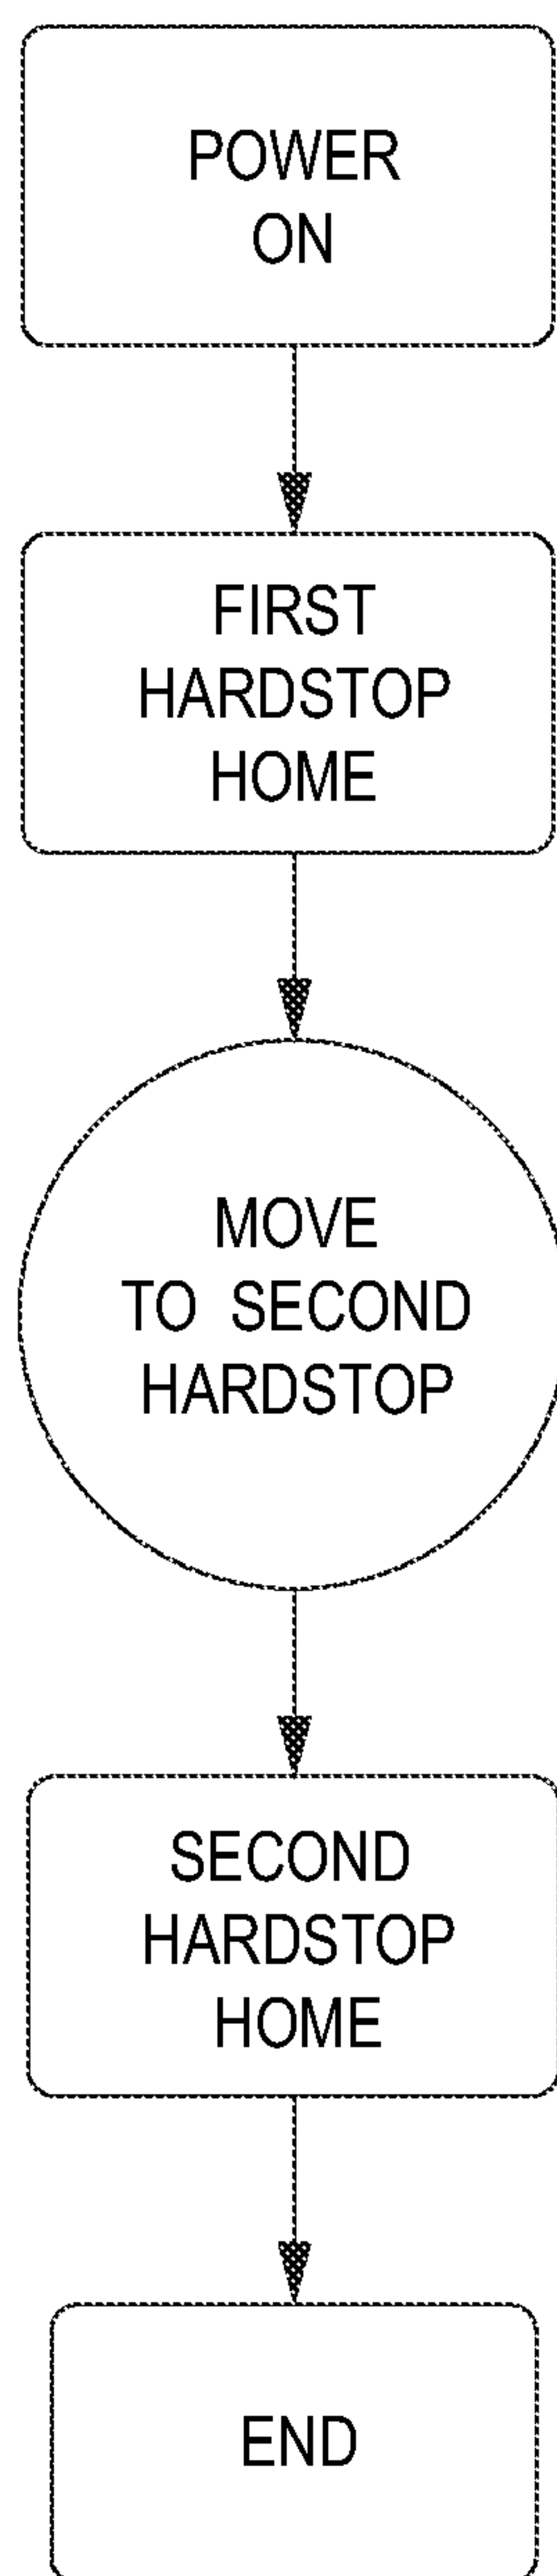 POWER
ON
FIRST
HARDSTOP
HOME
MOVE
TO SECOND
HARDSTOP
SECOND
HARDSTOP
HOME
END